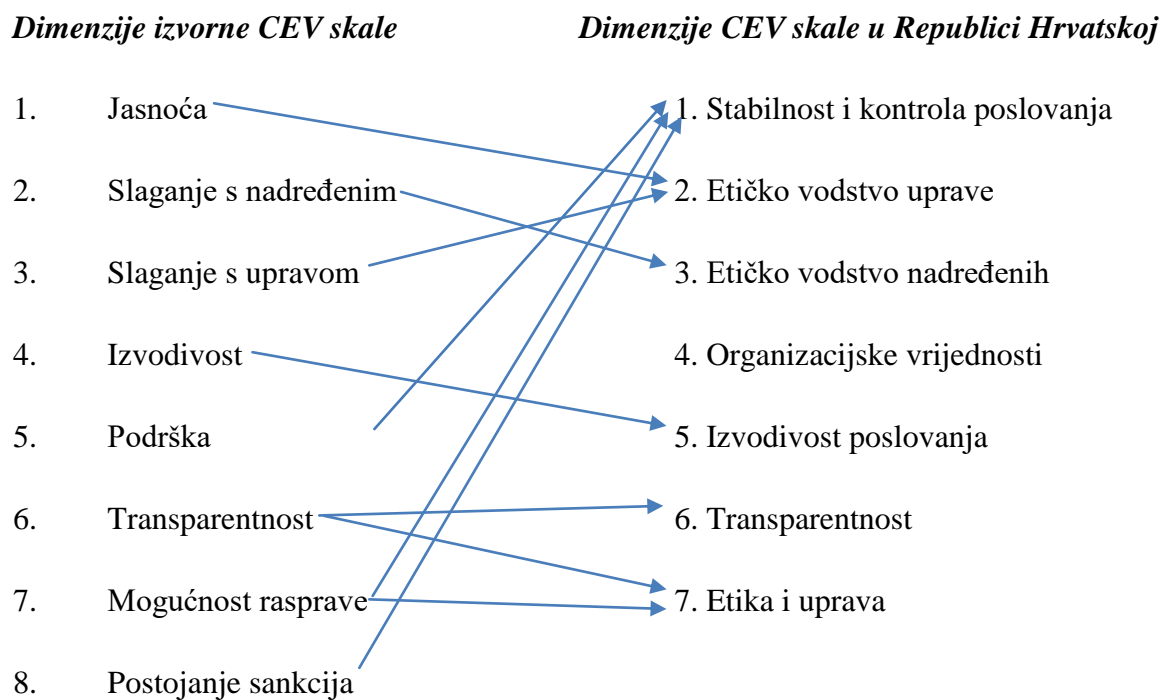 Dimenzije izvorne CEV skale Dimenzije CEV skale u Republici Hrvatskoj
1. Jasnoća 1. Stabilnost i kontrola poslovanja
2. Slaganje s nadređenim 2. Etičko vodstvo uprave
3. Slaganje s upravom 3. Etičko vodstvo nadređenih
4. Izvodivost 4. Organizacijske vrijednosti
5. Podrška 5. Izvodivost poslovanja
6. Transparentnost 6. Transparentnost
7. Mogućnost rasprave 7. Etika i uprava
8. Postojanje sankcija